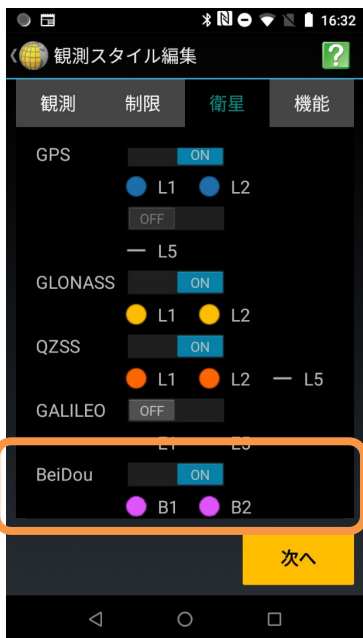 16:32
観測スタイル編集
観測 制限 衛星 機能
GPS ON
L1 L2
OFF
L5
GLONASS ON
L1 L2
QZSS ON
L1 L2 L5
GALILEO OFF
E1 E5
BeiDou ON
B1 B2
次へ